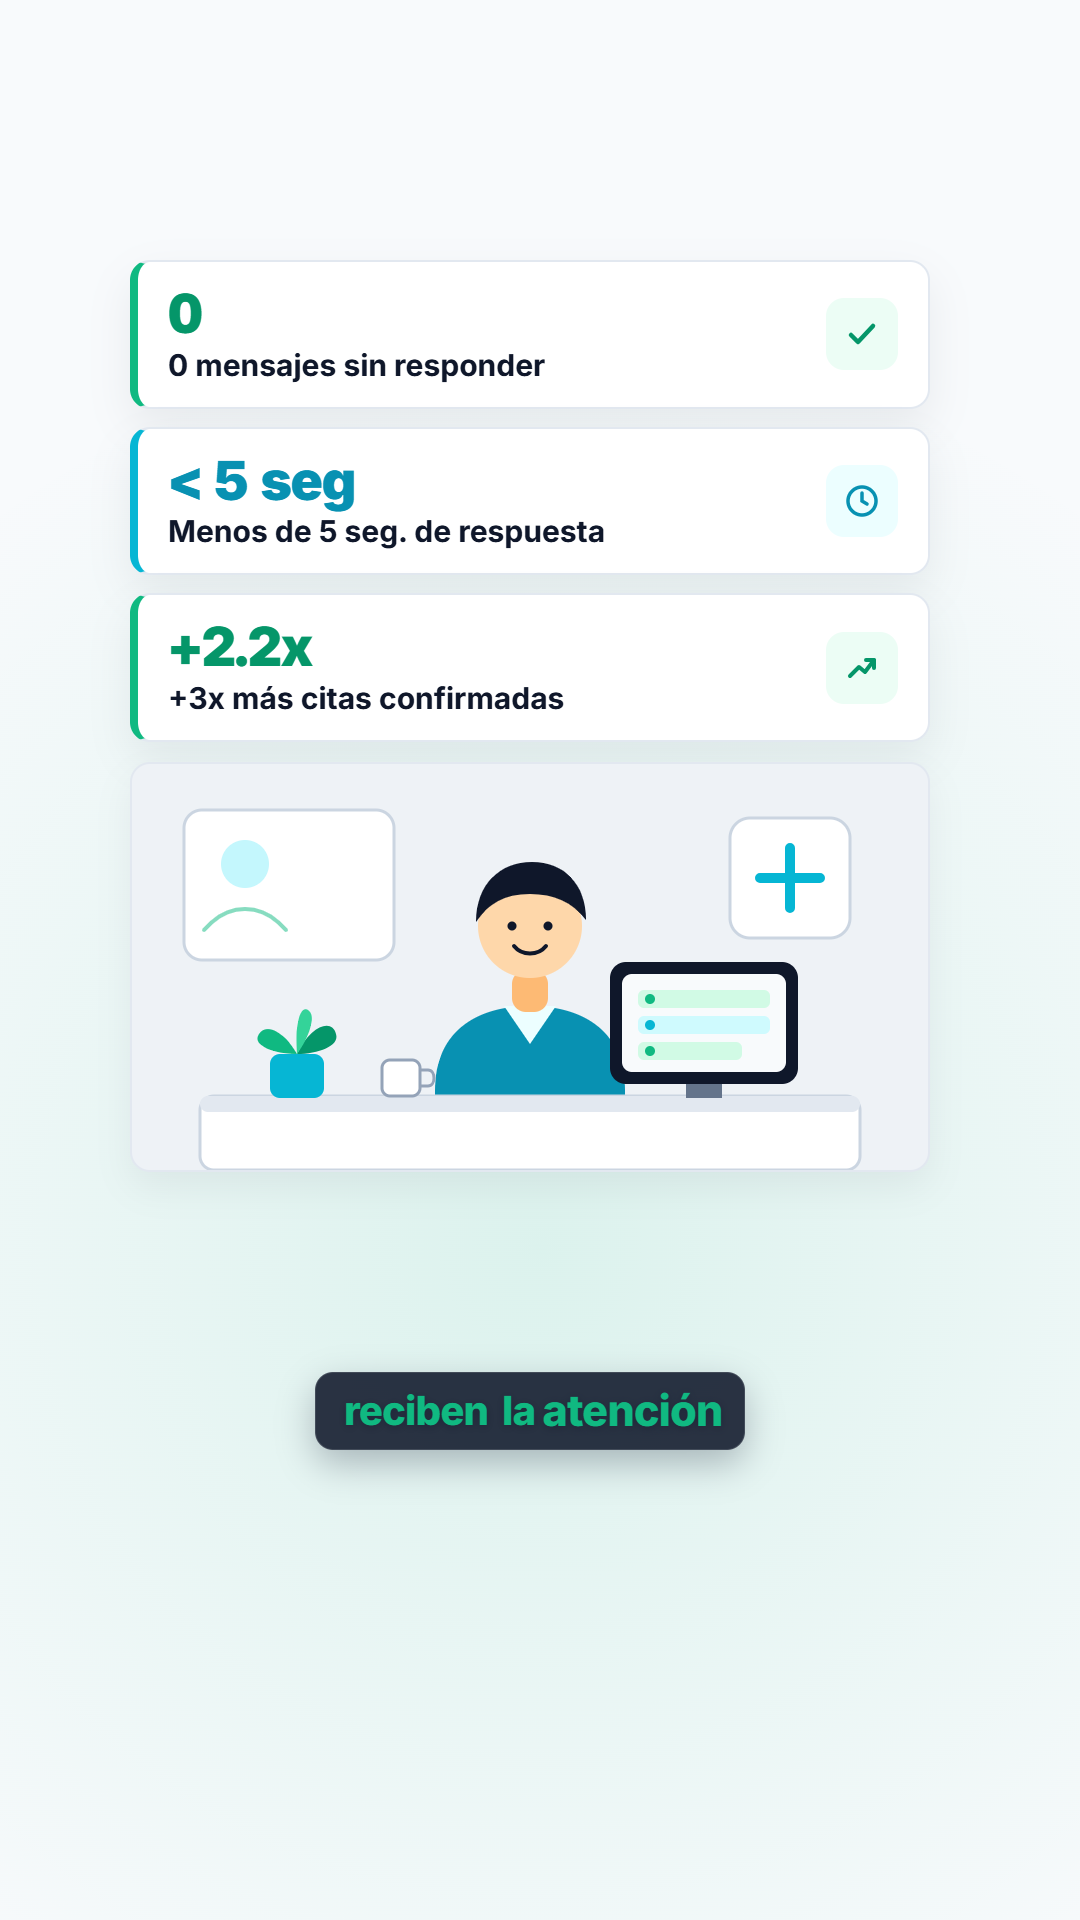 0
0 mensajes sin responder
< 5 seg
Menos de 5 seg. de respuesta
+2.2x
+3x más citas confirmadas
reciben la atención